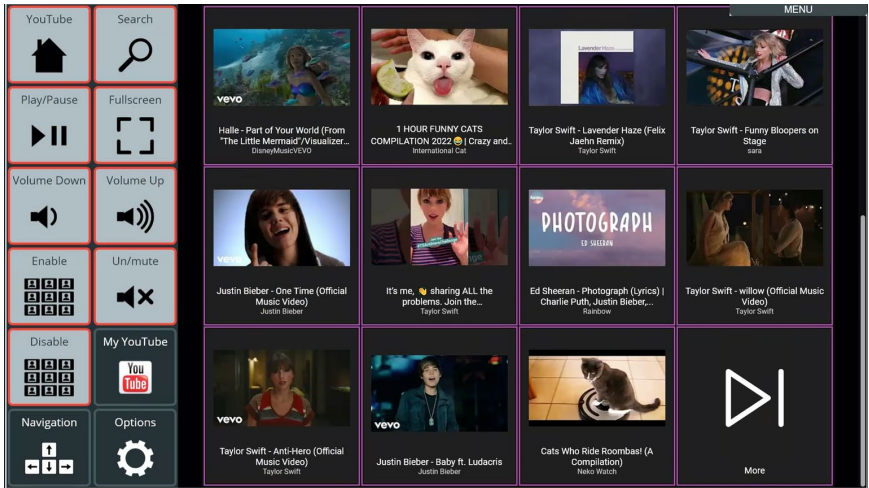 MENU
YouTube
Search
Play/Pause
Fullscreen
Volume Down
Volume Up
Enable
Un/mute
Disable
My YouTube
You
Tube
Navigation
Options
vevo
Halle - Part of Your World (From
"The Little Mermaid"/Visualizer...
DisneyMusicVEVO
1 HOUR FUNNY CATS
COMPILATION 2022 😂 | Crazy and...
International Cat
Lavender Haze
Taylor Swift - Lavender Haze (Felix
Jaehn Remix)
Taylor Swift
Taylor Swift - Funny Bloopers on
Stage
sara
vevo
Justin Bieber - One Time (Official
Music Video)
Justin Bieber
It's me, 👋 sharing ALL the
problems. Join the...
Taylor Swift
PHOTOGRAPH
ED SHEERAN
Ed Sheeran - Photograph (Lyrics) |
Charlie Puth, Justin Bieber,...
Rainbow
Taylor Swift - willow (Official Music
Video)
Taylor Swift
vevo
Taylor Swift - Anti-Hero (Official
Music Video)
Taylor Swift
vevo
Justin Bieber - Baby ft. Ludacris
Justin Bieber
Cats Who Ride Roombas! (A
Compilation)
Neko Watch
More